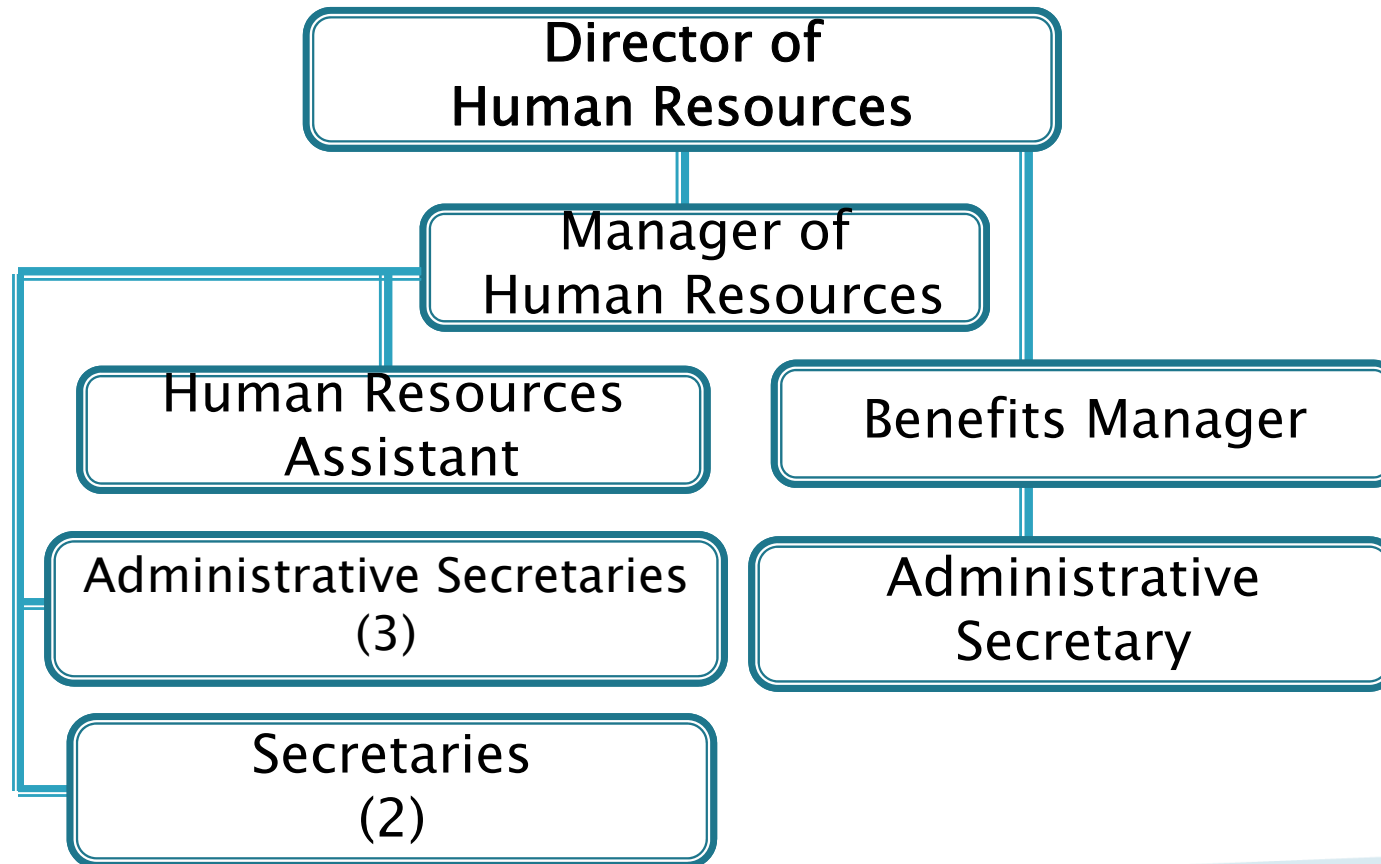 Director of
Human Resources
Manager of
Human Resources
Human Resources
Assistant
Benefits Manager
Administrative Secretaries
(3)
Administrative
Secretary
Secretaries
(2)